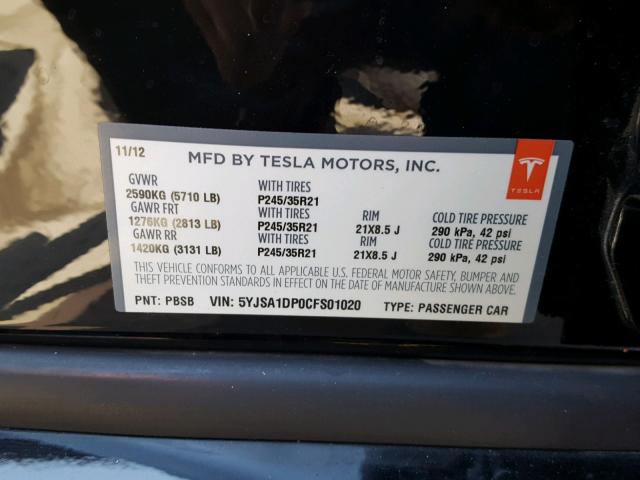 11/12
MFD BY TESLA MOTORS, INC.
TESLA
GVWR WITH TIRES
2590KG (5710 LB) P245/35R21
GAWR FRT WITH TIRES RIM COLD TIRE PRESSURE
1276KG (2813 LB) P245/35R21 21X8.5 J 290 kPa, 42 psi
GAWR RR WITH TIRES RIM COLD TIRE PRESSURE
1420KG (3131 LB) P245/35R21 21X8.5 J 290 kPa, 42 psi
THIS VEHICLE CONFORMS TO ALL APPLICABLE U.S. FEDERAL MOTOR SAFETY, BUMPER AND
THEFT PREVENTION STANDARDS IN EFFECT ON THE DATE OF MANUFACTURE SHOWN ABOVE.
PNT: PBSB VIN: 5YJSA1DP0CFS01020 TYPE: PASSENGER CAR